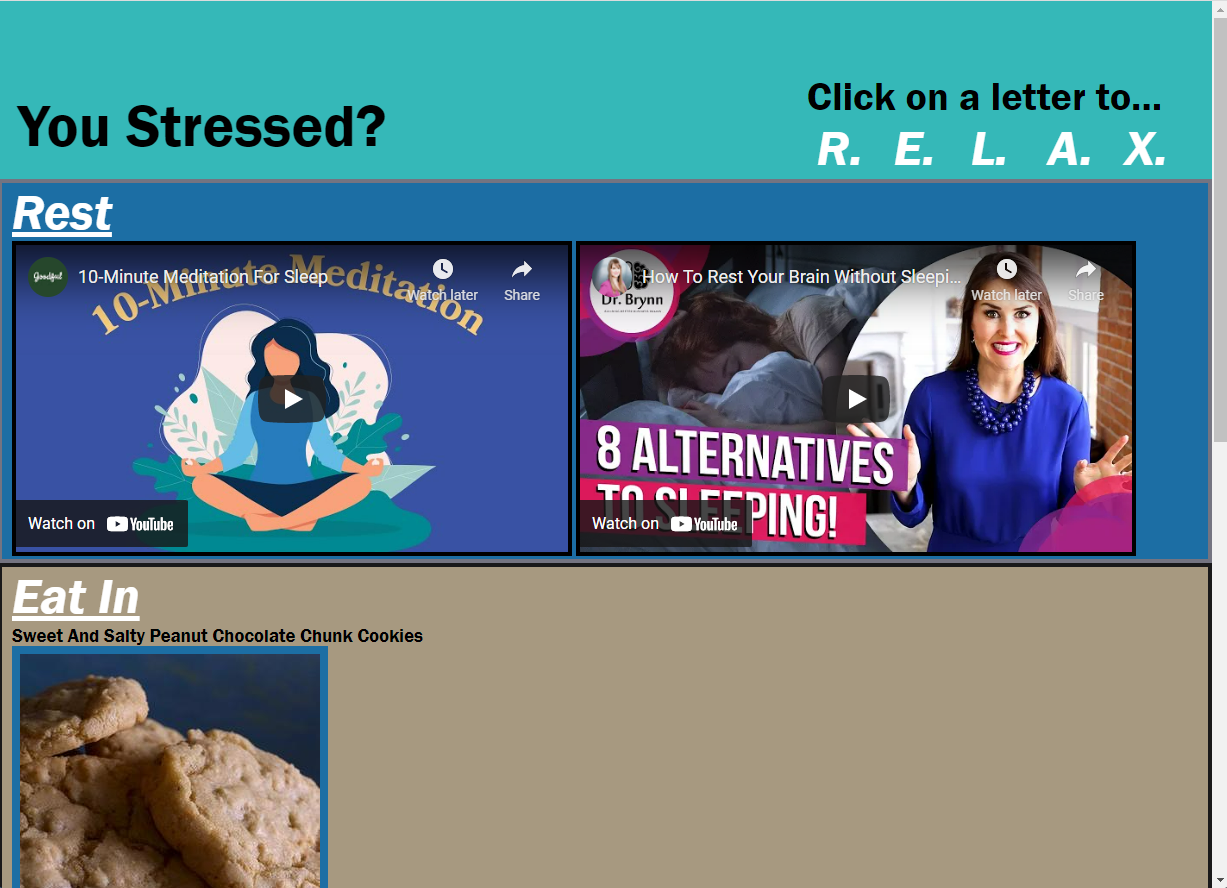 You Stressed?
Click on a letter to...
R. E. L. A. X.
Rest
Goodful
10-Minute Meditation For Sleep
Watch later
Share
10-Minute Meditation
Watch on YouTube
How To Rest Your Brain Without Sleepi...
Watch later
Share
Dr. Brynn
8 ALTERNATIVES
TO SLEEPING!
Watch on YouTube
Eat In
Sweet And Salty Peanut Chocolate Chunk Cookies